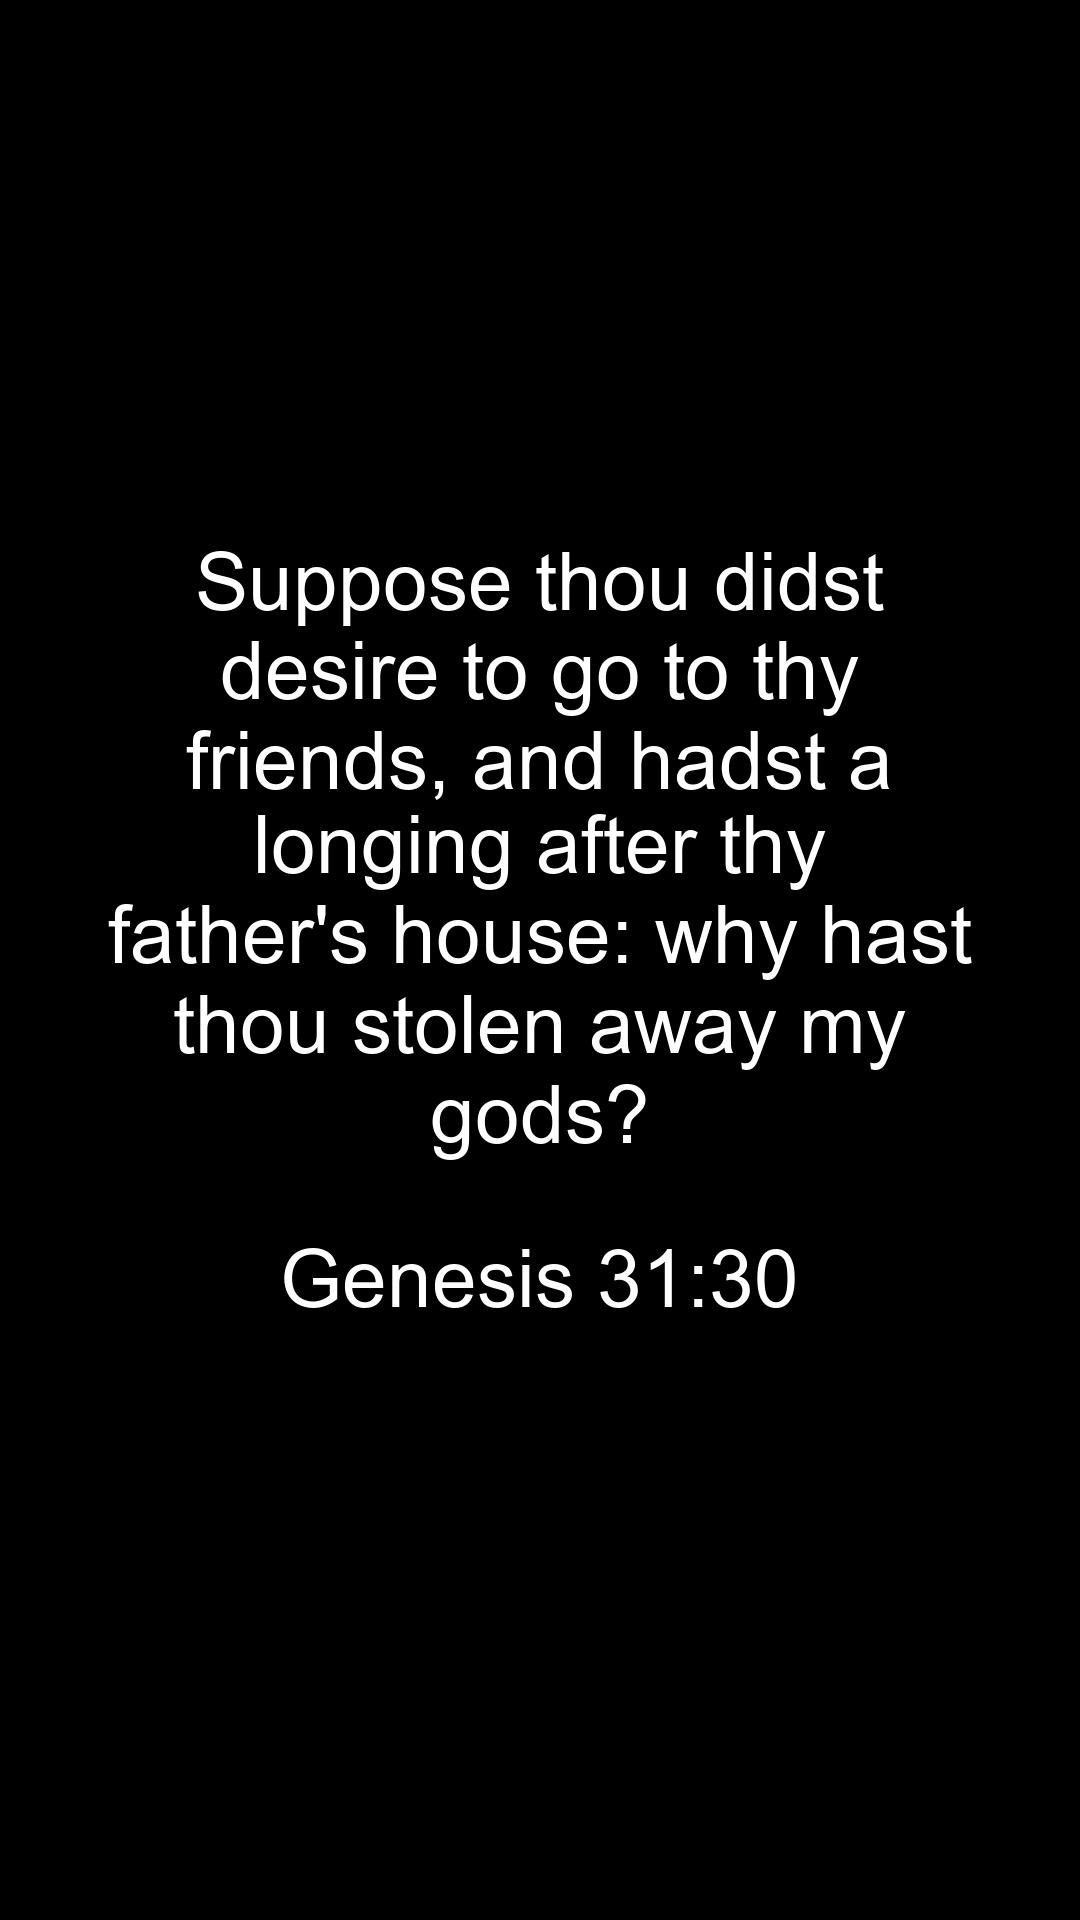 Suppose thou didst
desire to go to thy
friends, and hadst a
longing after thy
father's house: why hast
thou stolen away my
gods?
Genesis 31:30